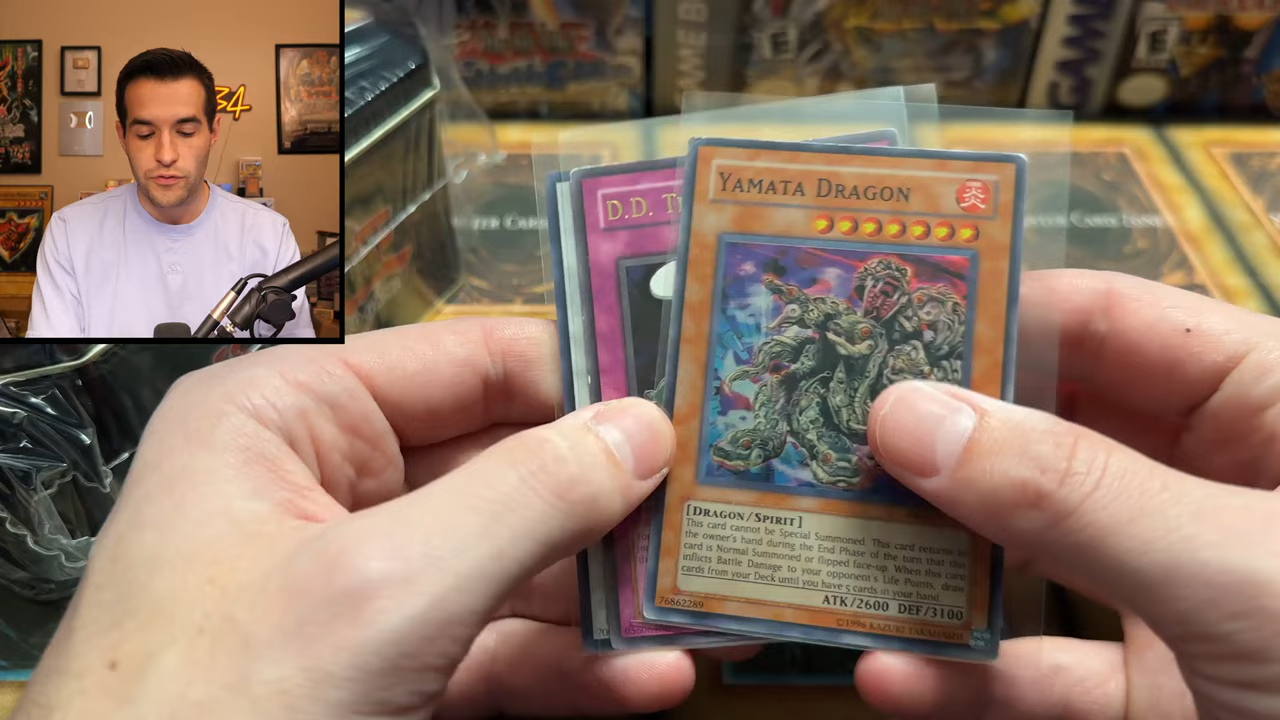 34
GAME B
E
GAME
E
YAMATA DRAGON
炎
D.D. T
[DRAGON/SPIRIT]
This card cannot be Special Summoned. This card returns to
the owner's hand during the End Phase of the turn that this
card is Normal Summoned or flipped face-up. When this card
inflicts Battle Damage to your opponent's Life Points, draw
cards from your Deck until you have 5 cards in your hand.
ATK/2600 DEF/3100
76862289
©1996 KAZUKI TAKAHASHI